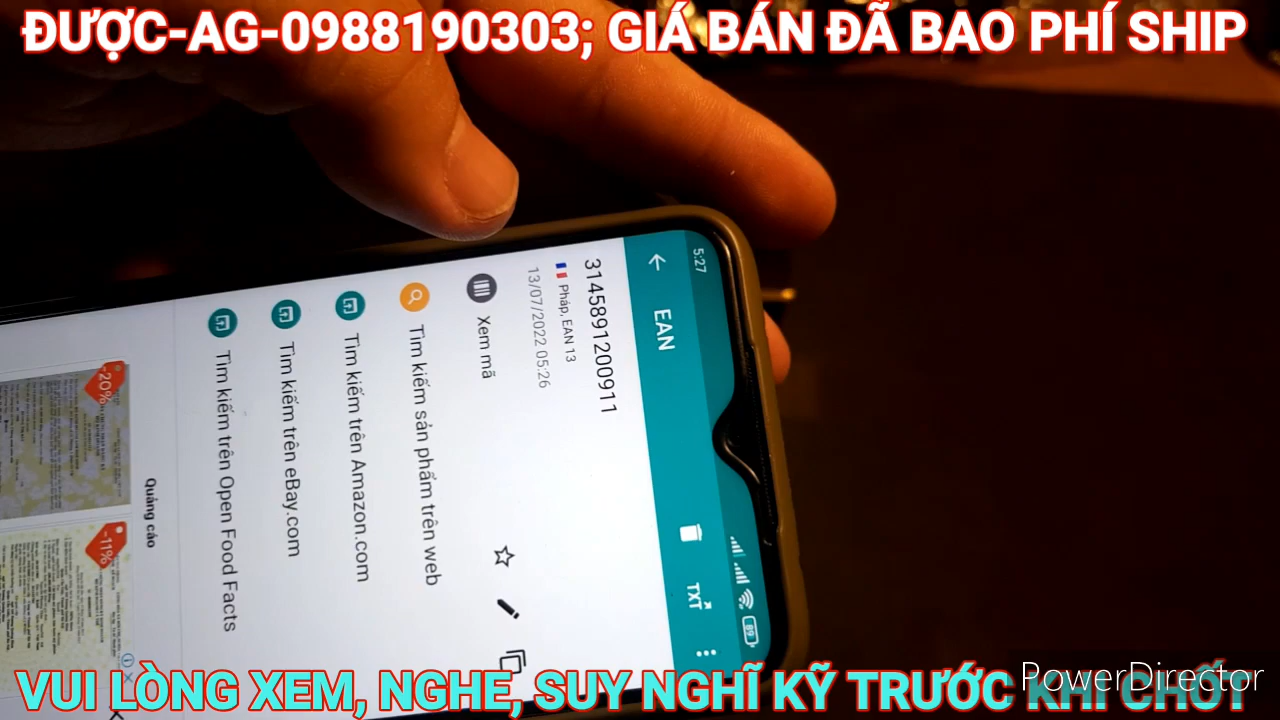 ĐƯỢC-AG-0988190303; GIÁ BÁN ĐÃ BAO PHÍ SHIP
5:27
89
EAN
TXT
3145891200911
Pháp, EAN 13
13/07/2022 05:26
Xem mã
Tìm kiếm sản phẩm trên web
Tìm kiếm trên Amazon.com
Tìm kiếm trên eBay.com
Tìm kiếm trên Open Food Facts
Quảng cáo
-20%
-11%
VUI LÒNG XEM, NGHE, SUY NGHĨ KỸ TRƯỚC KHI CHỐT
PowerDirector